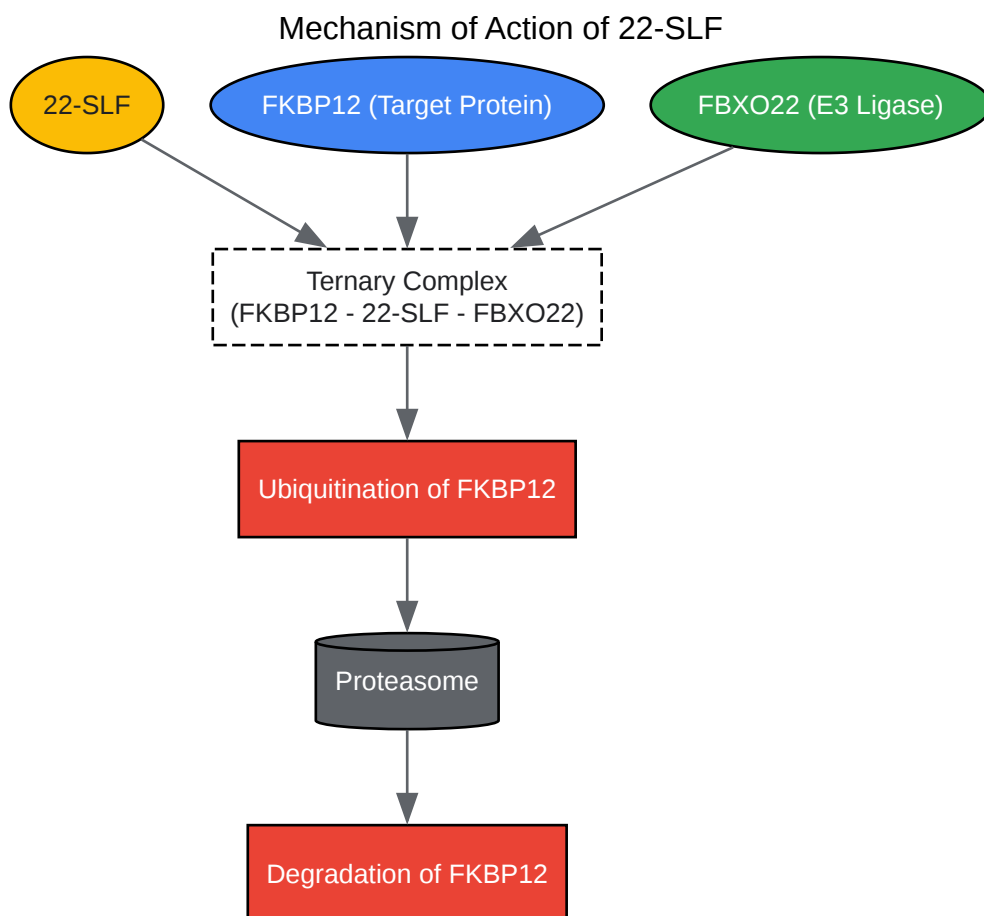 Mechanism of Action of 22-SLF
22-SLF
FKBP12 (Target Protein)
FBXO22 (E3 Ligase)
Ternary Complex
(FKBP12 - 22-SLF - FBXO22)
Ubiquitination of FKBP12
Proteasome
Degradation of FKBP12